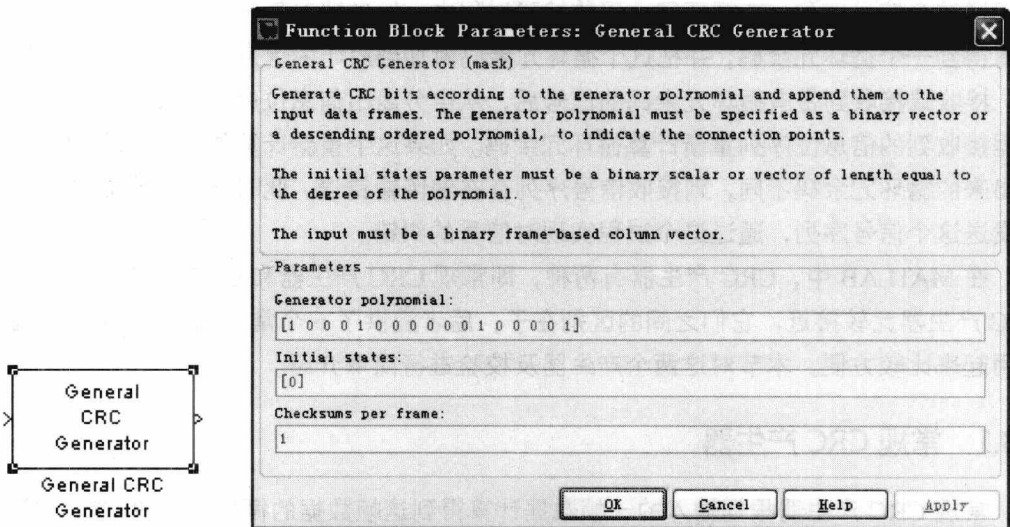 Function Block Parameters: General CRC Generator
General CRC Generator (mask)
Generate CRC bits according to the generator polynomial and append them to the
input data frames. The generator polynomial must be specified as a binary vector or
a descending ordered polynomial, to indicate the connection points.
The initial states parameter must be a binary scalar or vector of length equal to
the degree of the polynomial.
The input must be a binary frame-based column vector.
Parameters
Generator polynomial:
[1 0 0 0 1 0 0 0 0 0 0 1 0 0 0 0 1]
Initial states:
[0]
Checksums per frame:
1
OK
Cancel
Help
Apply
General
CRC
Generator
General CRC
Generator